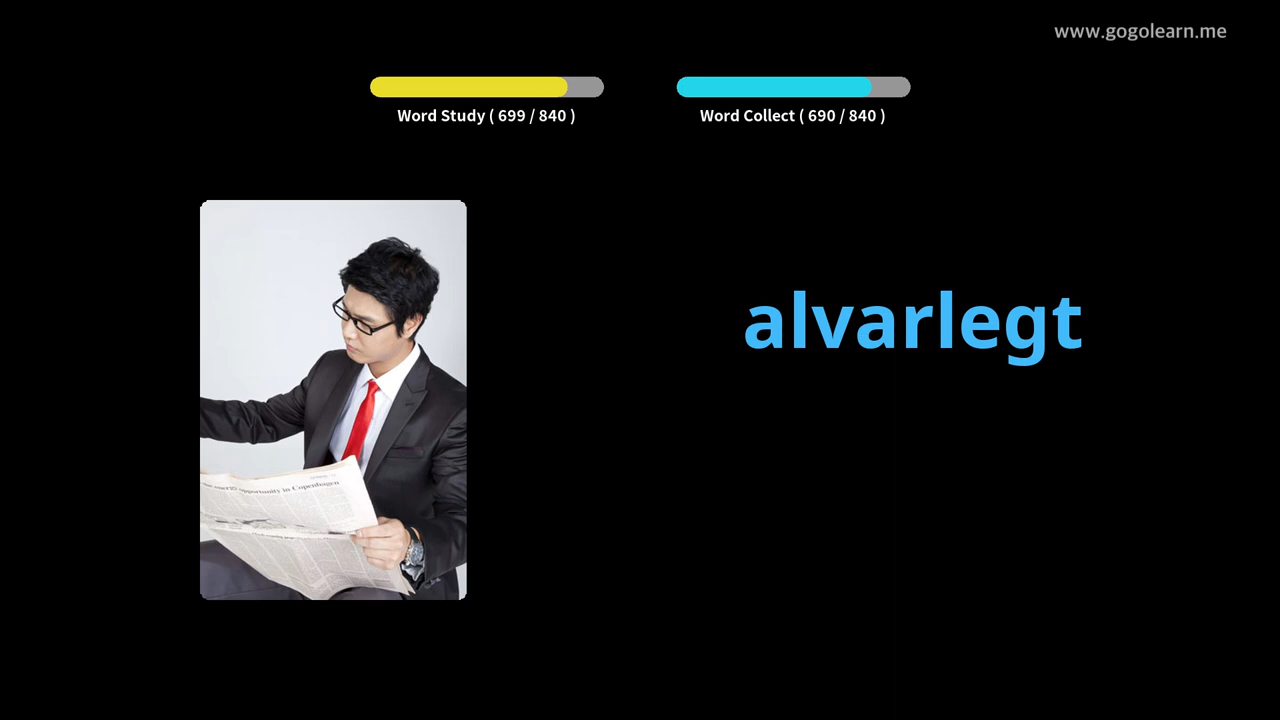 www.gogolearn.me
Word Study ( 699 / 840 )
Word Collect ( 690 / 840 )
alvarlegt
opportunity in Copenhagen